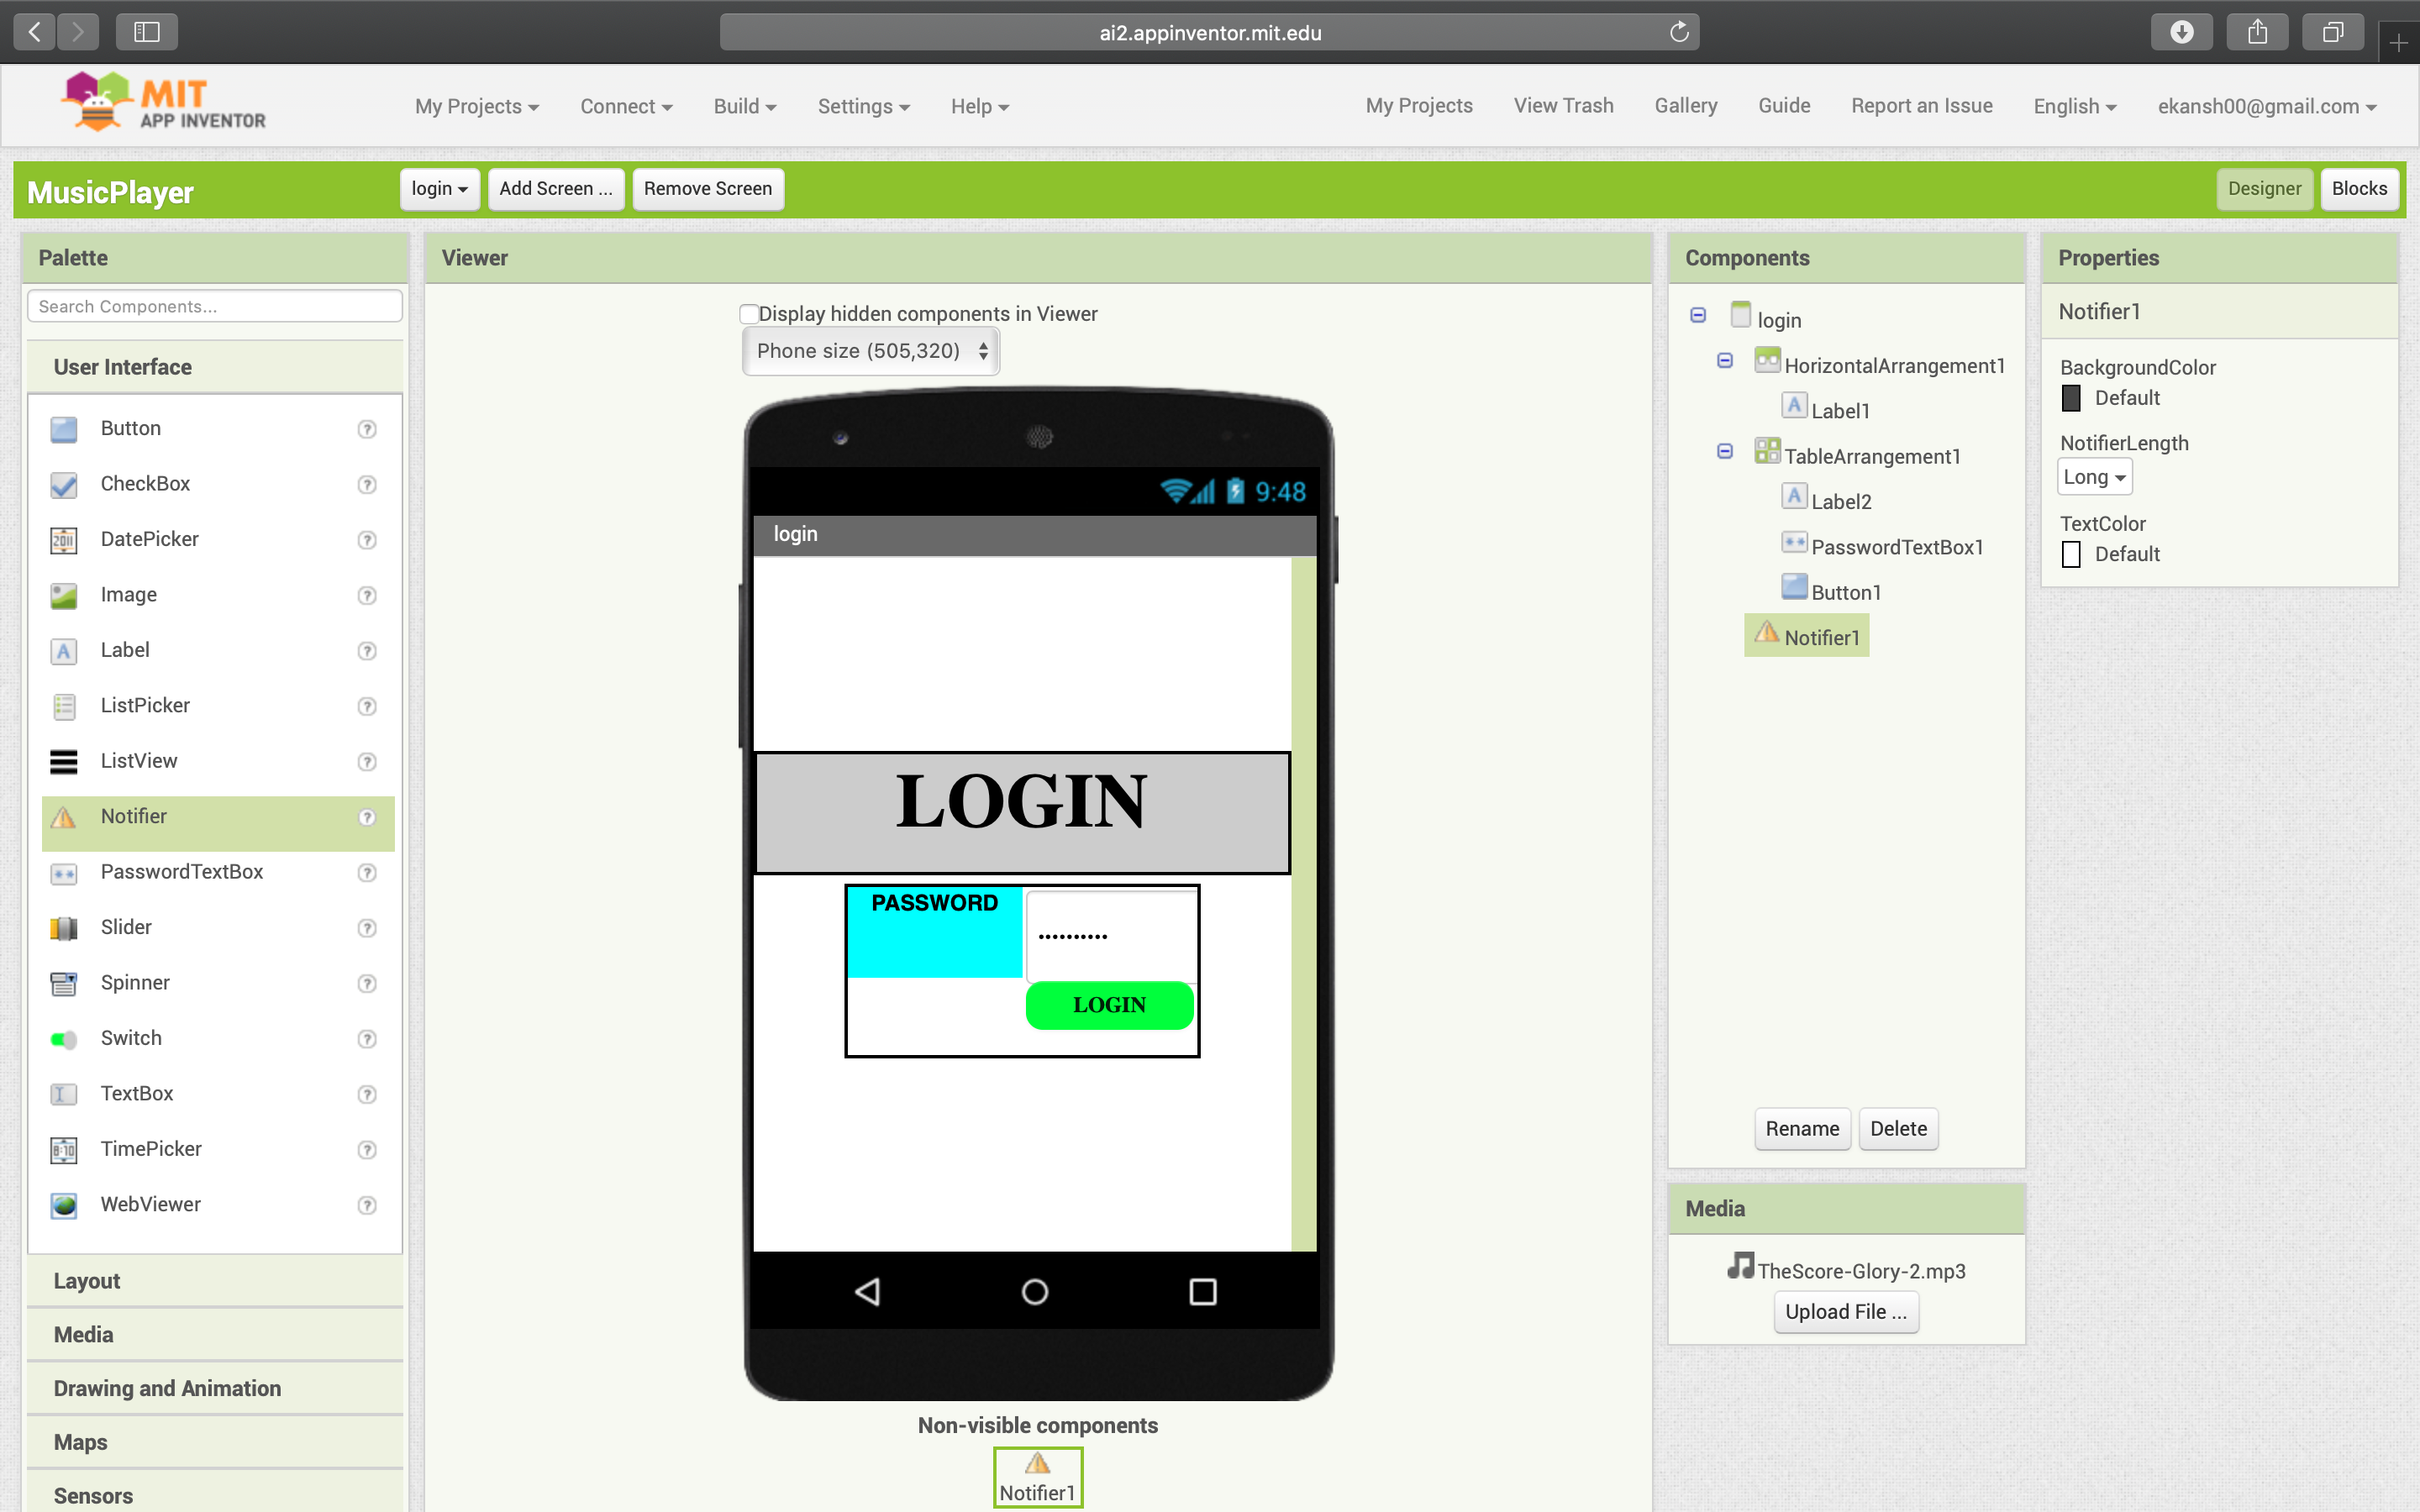 ai2.appinventor.mit.edu
MIT
APP INVENTOR
My Projects
Connect
Build
Settings
Help
My Projects
View Trash
Gallery
Guide
Report an Issue
English
ekansh00@gmail.com
MusicPlayer
login
Add Screen ...
Remove Screen
Designer
Blocks
Palette
Search Components...
User Interface
Button
?
CheckBox
?
DatePicker
?
Image
?
Label
?
ListPicker
?
ListView
?
Notifier
?
PasswordTextBox
?
Slider
?
Spinner
?
Switch
?
TextBox
?
TimePicker
?
WebViewer
?
Layout
Media
Drawing and Animation
Maps
Sensors
Viewer
Display hidden components in Viewer
Phone size (505,320)
9:48
login
LOGIN
PASSWORD
••••••••••
LOGIN
Non-visible components
Notifier1
Components
login
HorizontalArrangement1
A Label1
TableArrangement1
A Label2
PasswordTextBox1
Button1
Notifier1
Rename
Delete
Media
TheScore-Glory-2.mp3
Upload File ...
Properties
Notifier1
BackgroundColor
Default
NotifierLength
Long
TextColor
Default